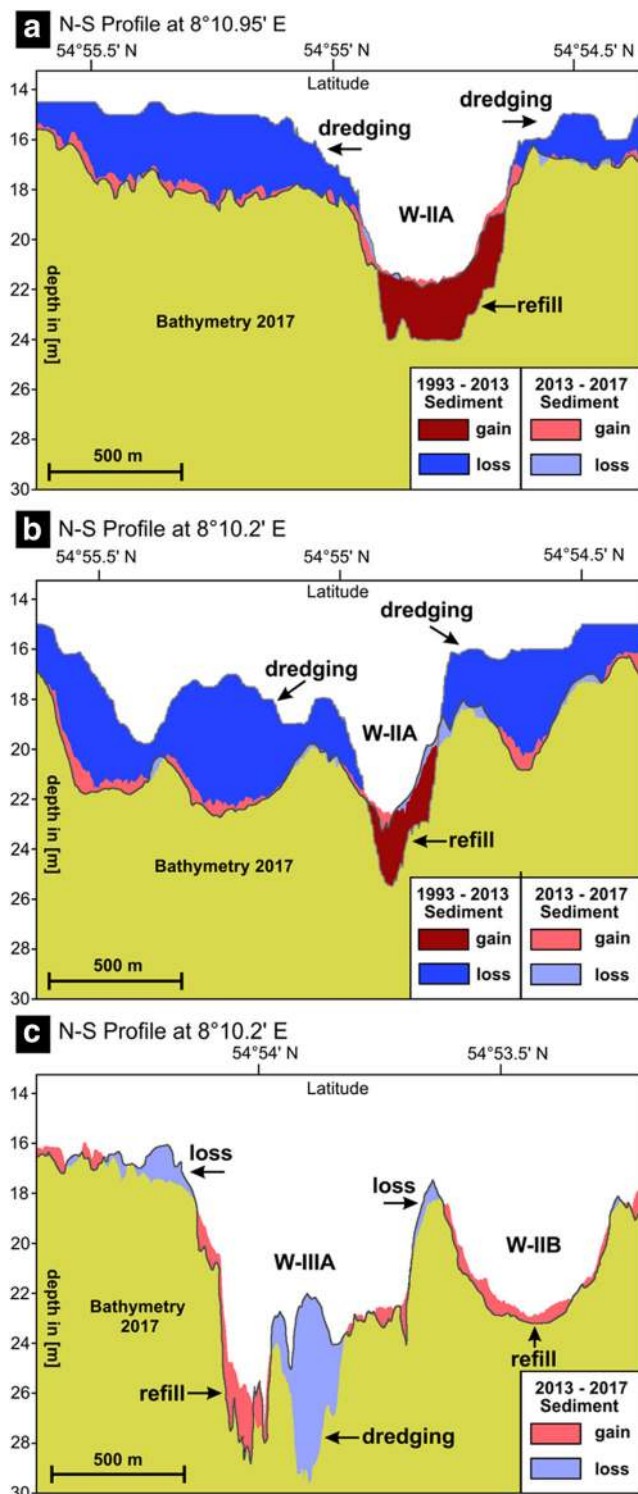 a N-S Profile at 8°10.95' E
54°55.5' N 54°55' N 54°54.5' N
Latitude
14
16
18
20
22
24
26
28
30
depth in [m]
dredging
dredging
W-IIA
refill
Bathymetry 2017
500 m
1993 - 2013 2013 - 2017
Sediment Sediment
gain gain
loss loss
b N-S Profile at 8°10.2' E
54°55.5' N 54°55' N 54°54.5' N
Latitude
14
16
18
20
22
24
26
28
30
depth in [m]
dredging
dredging
W-IIA
refill
Bathymetry 2017
500 m
1993 - 2013 2013 - 2017
Sediment Sediment
gain gain
loss loss
c N-S Profile at 8°10.2' E
54°54' N 54°53.5' N
Latitude
14
16
18
20
22
24
26
28
30
depth in [m]
loss
loss
W-IIIA
W-IIB
Bathymetry
2017
refill
refill
dredging
500 m
2013 - 2017
Sediment
gain
loss